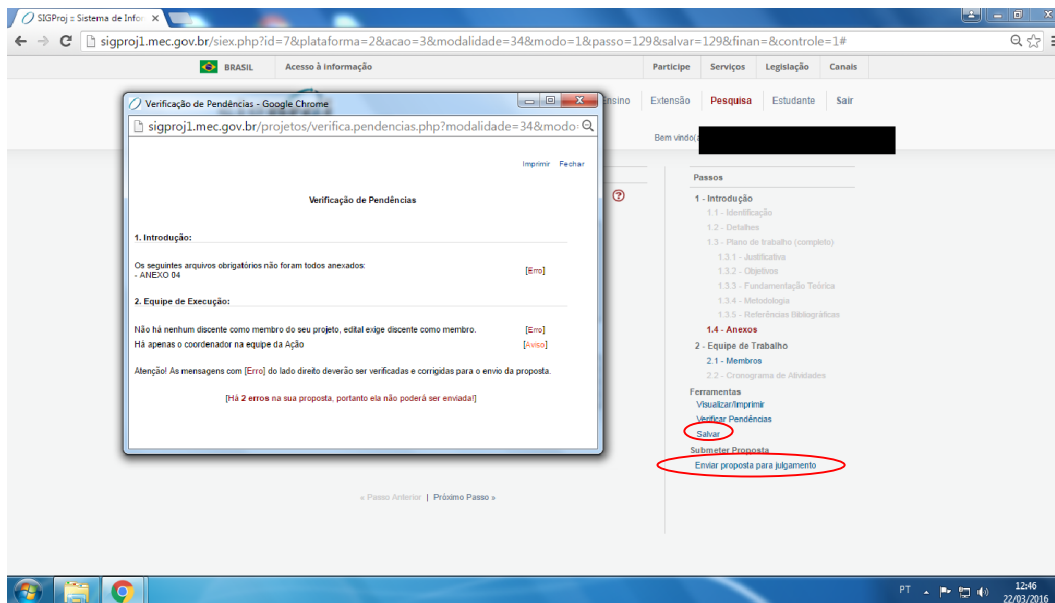 SIGProj :: Sistema de Infor
sigproj1.mec.gov.br/siex.php?id=7&plataforma=2&acao=3&modalidade=34&modo=1&passo=129&salvar=129&finan=&controle=1#
BRASIL Acesso à informação Participe Serviços Legislação Canais
Ensino Extensão Pesquisa Estudante Sair
Bem vindo(a
Verificação de Pendências - Google Chrome
sigproj1.mec.gov.br/projetos/verifica.pendencias.php?modalidade=34&modo
Imprimir Fechar
Verificação de Pendências
1. Introdução:
Os seguintes arquivos obrigatórios não foram todos anexados:
- ANEXO 04 [Erro]
2. Equipe de Execução:
Não há nenhum discente como membro do seu projeto, edital exige discente como membro. [Erro]
Há apenas o coordenador na equipe da Ação [Aviso]
Atenção! As mensagens com [Erro] do lado direito deverão ser verificadas e corrigidas para o envio da proposta.
[Há 2 erros na sua proposta, portanto ela não poderá ser enviada!]
Passos
1 - Introdução
1.1 - Identificação
1.2 - Detalhes
1.3 - Plano de trabalho (completo)
1.3.1 - Justificativa
1.3.2 - Objetivos
1.3.3 - Fundamentação Teórica
1.3.4 - Metodologia
1.3.5 - Referências Bibliográficas
1.4 - Anexos
2 - Equipe de Trabalho
2.1 - Membros
2.2 - Cronograma de Atividades
Ferramentas
Visualizar/Imprimir
Verificar Pendências
Salvar
Submeter Proposta
Enviar proposta para julgamento
« Passo Anterior | Próximo Passo »
PT 12:46
22/03/2016